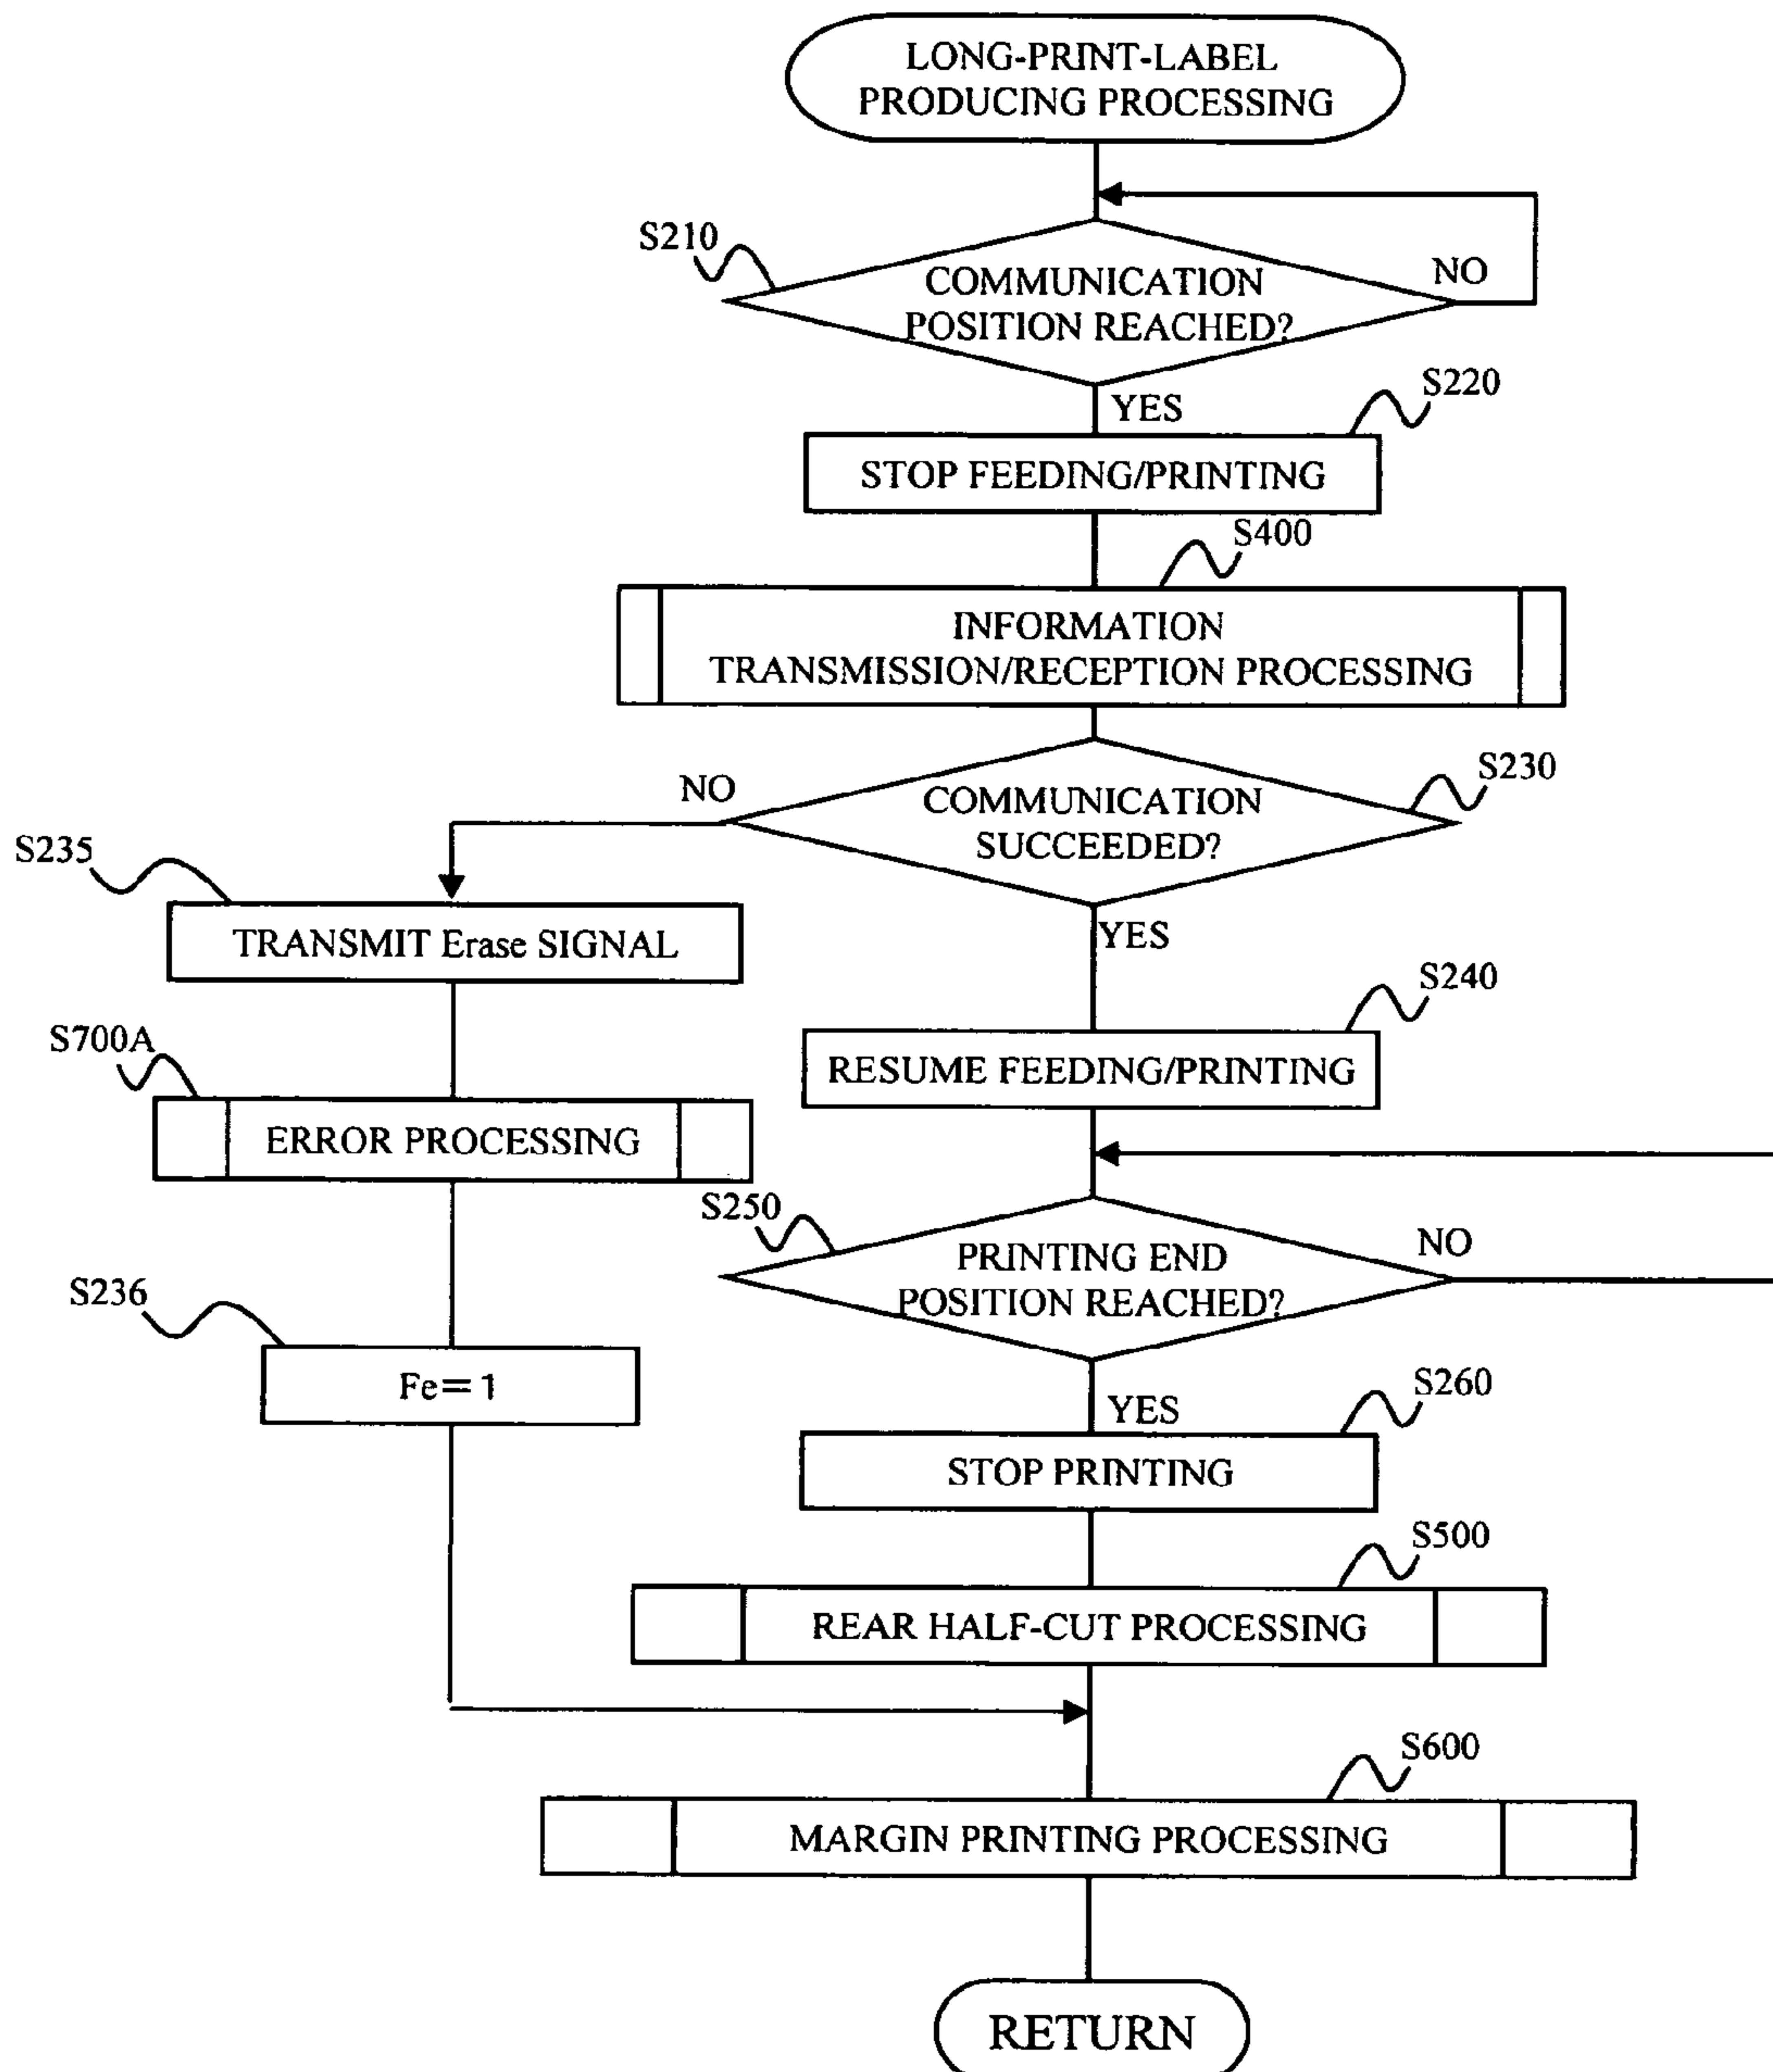 LONG-PRINT-LABEL
PRODUCING PROCESSING
S210
COMMUNICATION
POSITION REACHED?
NO
YES
S220
STOP FEEDING/PRINTING
S400
INFORMATION
TRANSMISSION/RECEPTION PROCESSING
S230
COMMUNICATION
SUCCEEDED?
NO
YES
S235
TRANSMIT Erase SIGNAL
S700A
ERROR PROCESSING
S236
Fe=1
S240
RESUME FEEDING/PRINTING
S250
PRINTING END
POSITION REACHED?
NO
YES
S260
STOP PRINTING
S500
REAR HALF-CUT PROCESSING
S600
MARGIN PRINTING PROCESSING
RETURN